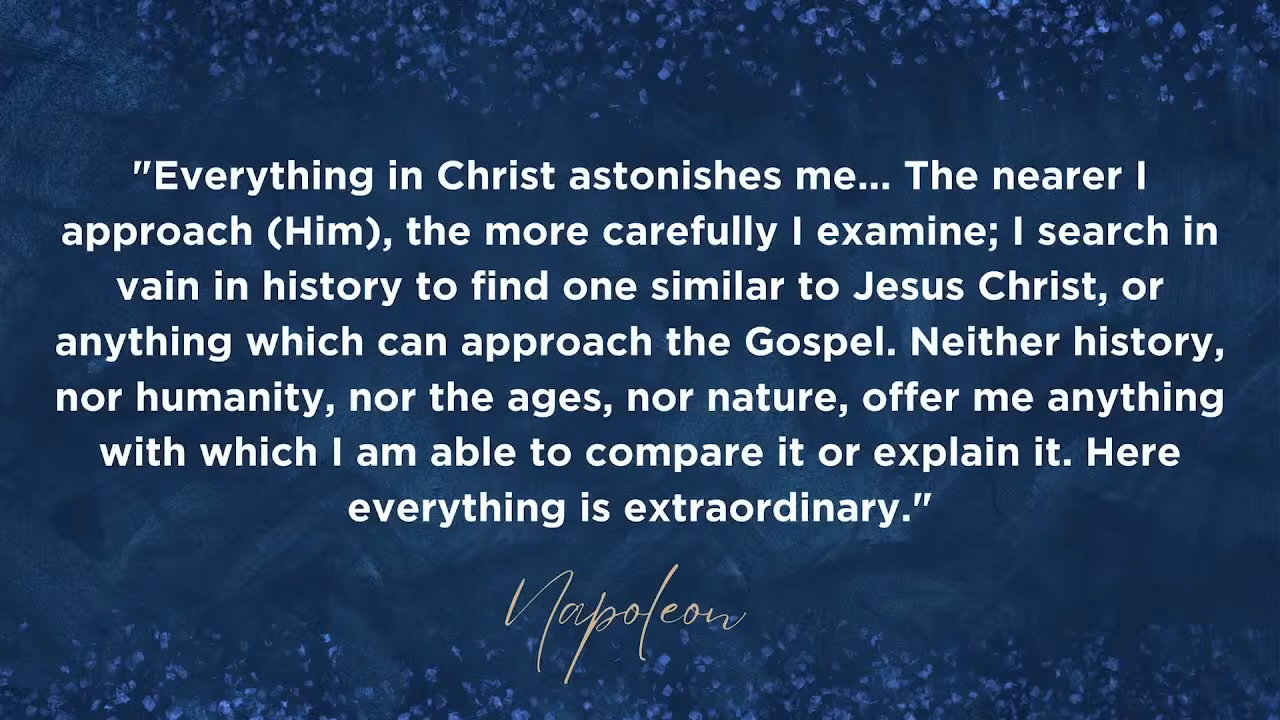 "Everything in Christ astonishes me... The nearer I
approach (Him), the more carefully I examine; I search in
vain in history to find one similar to Jesus Christ, or
anything which can approach the Gospel. Neither history,
nor humanity, nor the ages, nor nature, offer me anything
with which I am able to compare it or explain it. Here
everything is extraordinary."
Napoleon